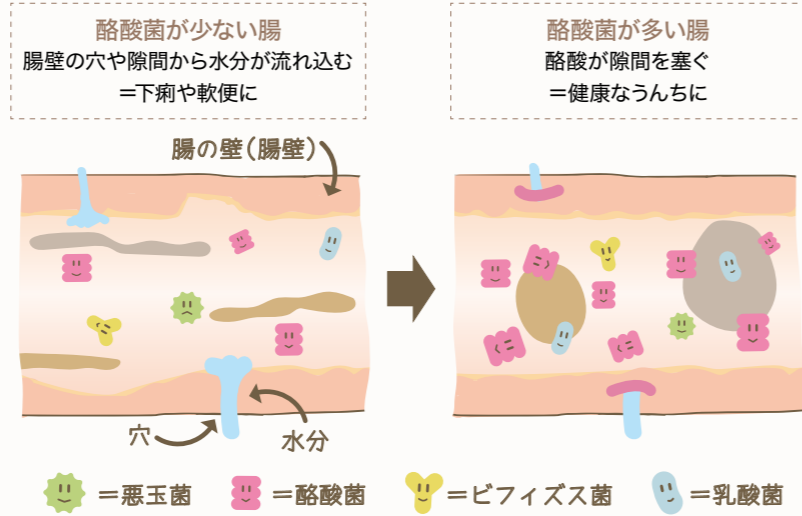 酪酸菌が少ない腸
腸壁の穴や隙間から水分が流れ込む
=下痢や軟便に
酪酸菌が多い腸
酪酸が隙間を塞ぐ
=健康なうんちに
腸の壁(腸壁)
穴
水分
=悪玉菌
=酪酸菌
=ビフィズス菌
=乳酸菌